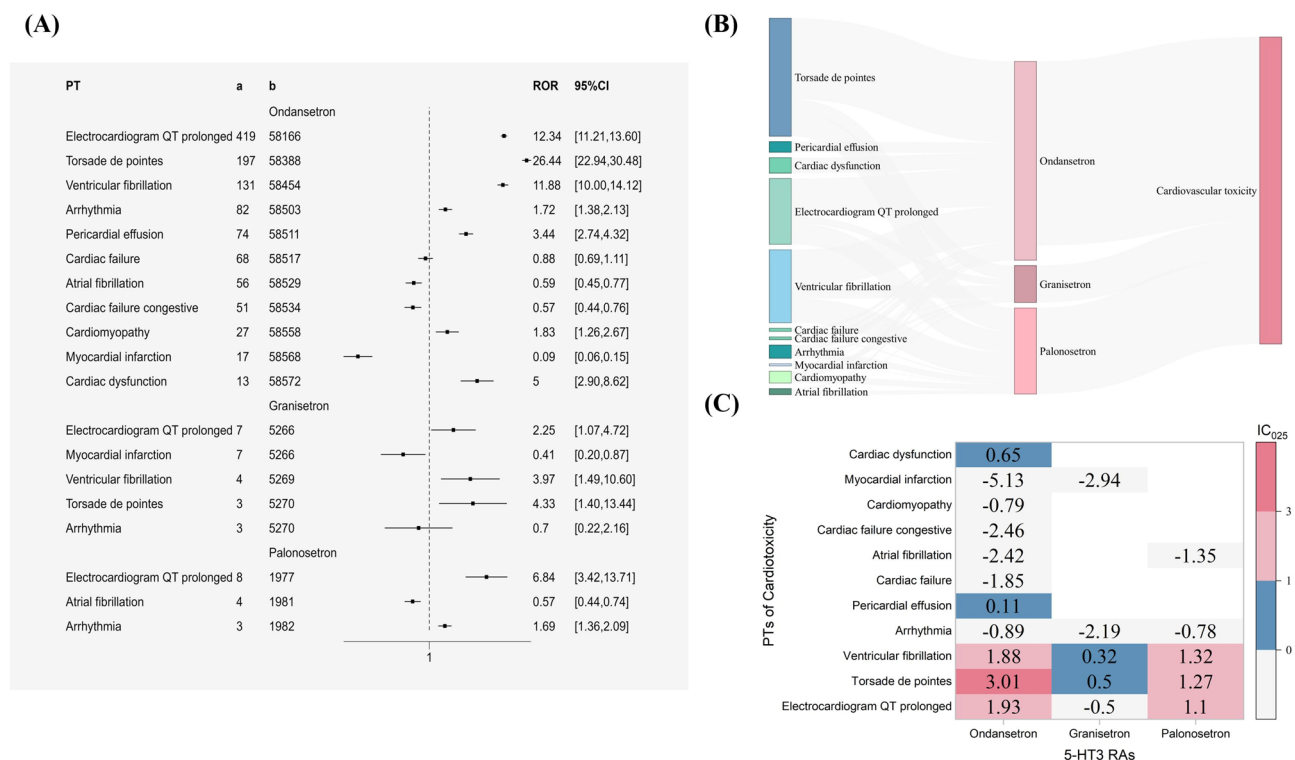 (A)
PT a b ROR 95%CI
Ondansetron
Electrocardiogram QT prolonged 419 58166 12.34 [11.21,13.60]
Torsade de pointes 197 58388 26.44 [22.94,30.48]
Ventricular fibrillation 131 58454 11.88 [10.00,14.12]
Arrhythmia 82 58503 1.72 [1.38,2.13]
Pericardial effusion 74 58511 3.44 [2.74,4.32]
Cardiac failure 68 58517 0.88 [0.69,1.11]
Atrial fibrillation 56 58529 0.59 [0.45,0.77]
Cardiac failure congestive 51 58534 0.57 [0.44,0.76]
Cardiomyopathy 27 58558 1.83 [1.26,2.67]
Myocardial infarction 17 58568 0.09 [0.06,0.15]
Cardiac dysfunction 13 58572 5 [2.90,8.62]
Granisetron
Electrocardiogram QT prolonged 7 5266 2.25 [1.07,4.72]
Myocardial infarction 7 5266 0.41 [0.20,0.87]
Ventricular fibrillation 4 5269 3.97 [1.49,10.60]
Torsade de pointes 3 5270 4.33 [1.40,13.44]
Arrhythmia 3 5270 0.7 [0.22,2.16]
Palonosetron
Electrocardiogram QT prolonged 8 1977 6.84 [3.42,13.71]
Atrial fibrillation 4 1981 0.57 [0.44,0.74]
Arrhythmia 3 1982 1.69 [1.36,2.09]
1
(B)
Torsade de pointes
Pericardial effusion
Cardiac dysfunction
Electrocardiogram QT prolonged
Ventricular fibrillation
Cardiac failure
Cardiac failure congestive
Arrhythmia
Myocardial infarction
Cardiomyopathy
Atrial fibrillation
Ondansetron
Granisetron
Palonosetron
Cardiovascular toxicity
(C)
IC025
PTs of Cardiotoxicity
Cardiac dysfunction 0.65
Myocardial infarction -5.13 -2.94
Cardiomyopathy -0.79
Cardiac failure congestive -2.46
Atrial fibrillation -2.42 -1.35
Cardiac failure -1.85
Pericardial effusion 0.11
Arrhythmia -0.89 -2.19 -0.78
Ventricular fibrillation 1.88 0.32 1.32
Torsade de pointes 3.01 0.5 1.27
Electrocardiogram QT prolonged 1.93 -0.5 1.1
Ondansetron Granisetron Palonosetron
5-HT3 RAs
3
1
0